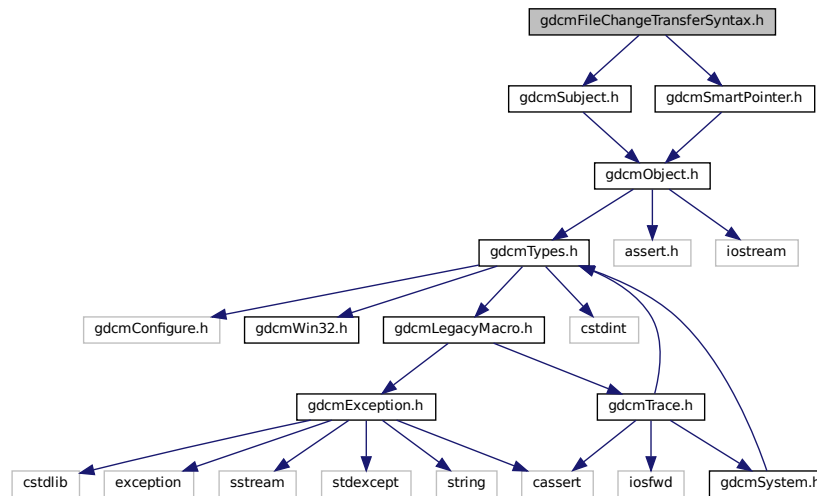 gdcmFileChangeTransferSyntax.h
gdcmSubject.h
gdcmSmartPointer.h
gdcmObject.h
gdcmTypes.h
assert.h
iostream
gdcmConfigure.h
gdcmWin32.h
gdcmLegacyMacro.h
cstdint
gdcmException.h
gdcmTrace.h
cstdlib
exception
sstream
stdexcept
string
cassert
iosfwd
gdcmSystem.h